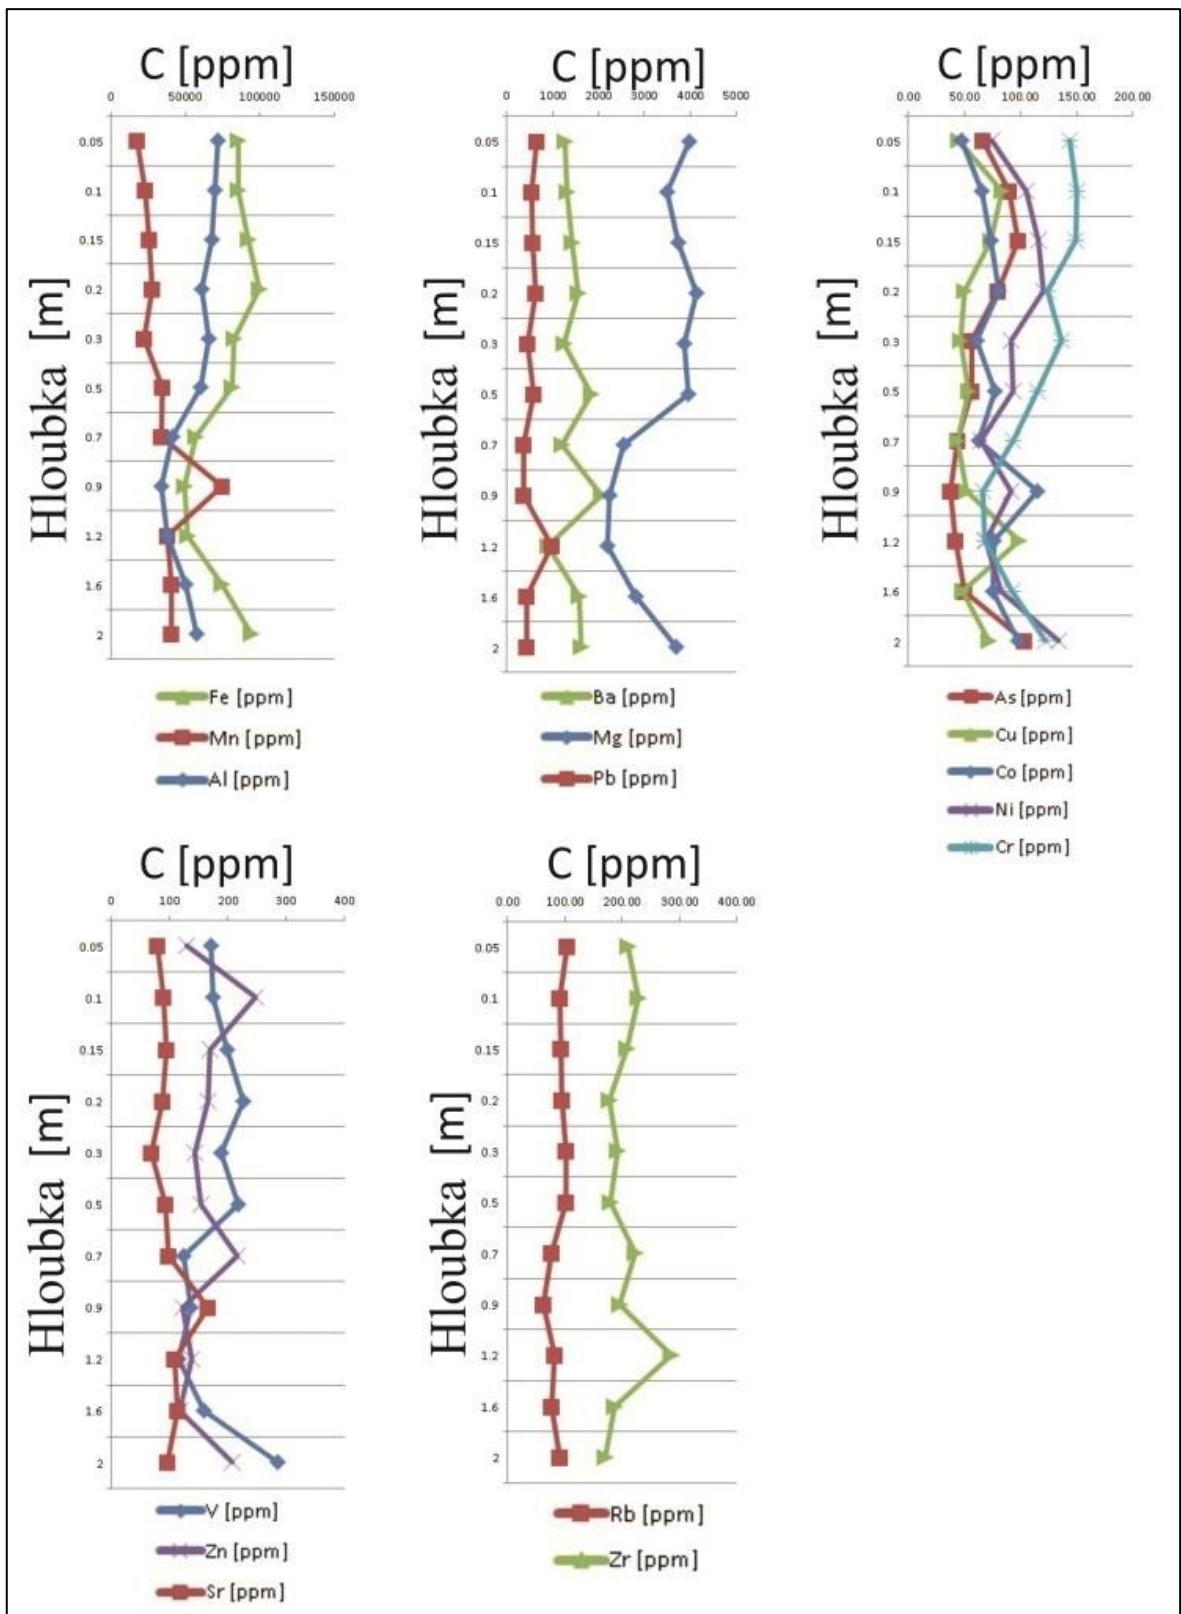 C [ppm]
0 50000 100000 150000
Hloubka [m]
0.05
0.1
0.15
0.2
0.3
0.5
0.7
0.9
1.2
1.6
2
Fe [ppm]
Mn [ppm]
Al [ppm]
C [ppm]
0 1000 2000 3000 4000 5000
Hloubka [m]
0.05
0.1
0.15
0.2
0.3
0.5
0.7
0.9
1.2
1.6
2
Ba [ppm]
Mg [ppm]
Pb [ppm]
C [ppm]
0.00 50.00 100.00 150.00 200.00
Hloubka [m]
0.05
0.1
0.15
0.2
0.3
0.5
0.7
0.9
1.2
1.6
2
As [ppm]
Cu [ppm]
Co [ppm]
Ni [ppm]
Cr [ppm]
C [ppm]
0 100 200 300 400
Hloubka [m]
0.05
0.1
0.15
0.2
0.3
0.5
0.7
0.9
1.2
1.6
2
V [ppm]
Zn [ppm]
Sr [ppm]
C [ppm]
0.00 100.00 200.00 300.00 400.00
Hloubka [m]
0.05
0.1
0.15
0.2
0.3
0.5
0.7
0.9
1.2
1.6
2
Rb [ppm]
Zr [ppm]